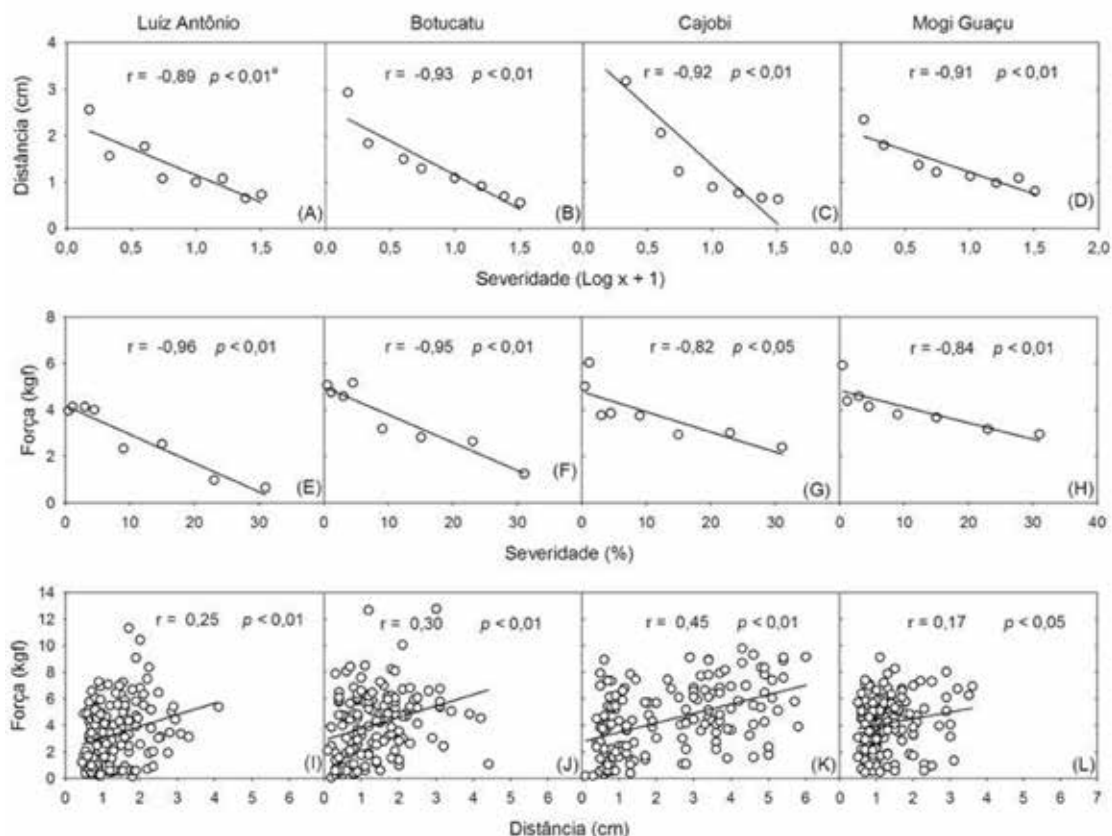 Luíz Antônio Botucatu Cajobi Mogi Guaçu
Distância (cm)
4
3
2
1
0
r = -0,89 p < 0,01ª
r = -0,93 p < 0,01
r = -0,92 p < 0,01
r = -0,91 p < 0,01
(A) (B) (C) (D)
0,0 0,5 1,0 1,5 0,0 0,5 1,0 1,5 0,0 0,5 1,0 1,5 0,0 0,5 1,0 1,5 2,0
Severidade (Log x + 1)
Força (kgf)
8
6
4
2
0
r = -0,96 p < 0,01
r = -0,95 p < 0,01
r = -0,82 p < 0,05
r = -0,84 p < 0,01
(E) (F) (G) (H)
0 10 20 30 0 10 20 30 0 10 20 30 0 10 20 30 40
Severidade (%)
Força (kgf)
14
12
10
8
6
4
2
0
r = 0,25 p < 0,01
r = 0,30 p < 0,01
r = 0,45 p < 0,01
r = 0,17 p < 0,05
(I) (J) (K) (L)
0 1 2 3 4 5 6 0 1 2 3 4 5 6 0 1 2 3 4 5 6 0 1 2 3 4 5 6 7
Distância (cm)